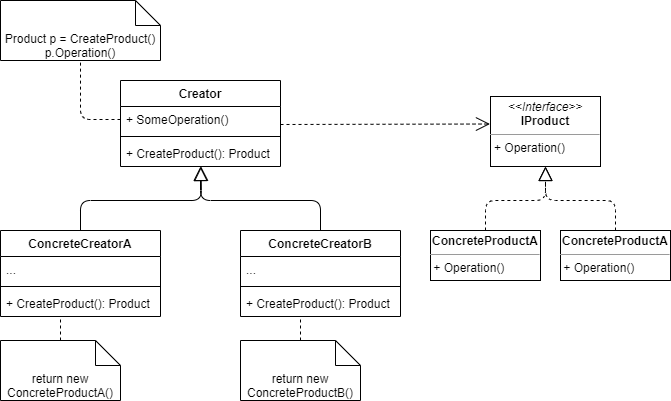 Product p = CreateProduct()
p.Operation()
Creator
+ SomeOperation()
+ CreateProduct(): Product
<<Interface>>
IProduct
+ Operation()
ConcreteCreatorA
...
+ CreateProduct(): Product
ConcreteCreatorB
...
+ CreateProduct(): Product
ConcreteProductA
+ Operation()
ConcreteProductA
+ Operation()
return new
ConcreteProductA()
return new
ConcreteProductB()